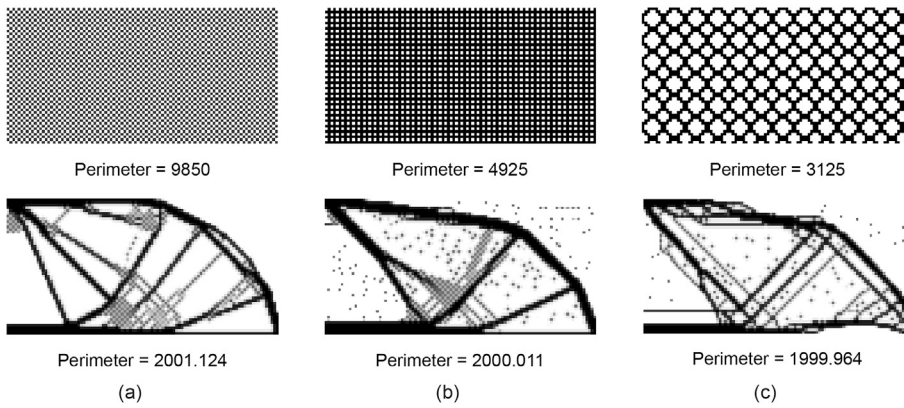 Perimeter = 9850 Perimeter = 4925 Perimeter = 3125
Perimeter = 2001.124 Perimeter = 2000.011 Perimeter = 1999.964
(a) (b) (c)